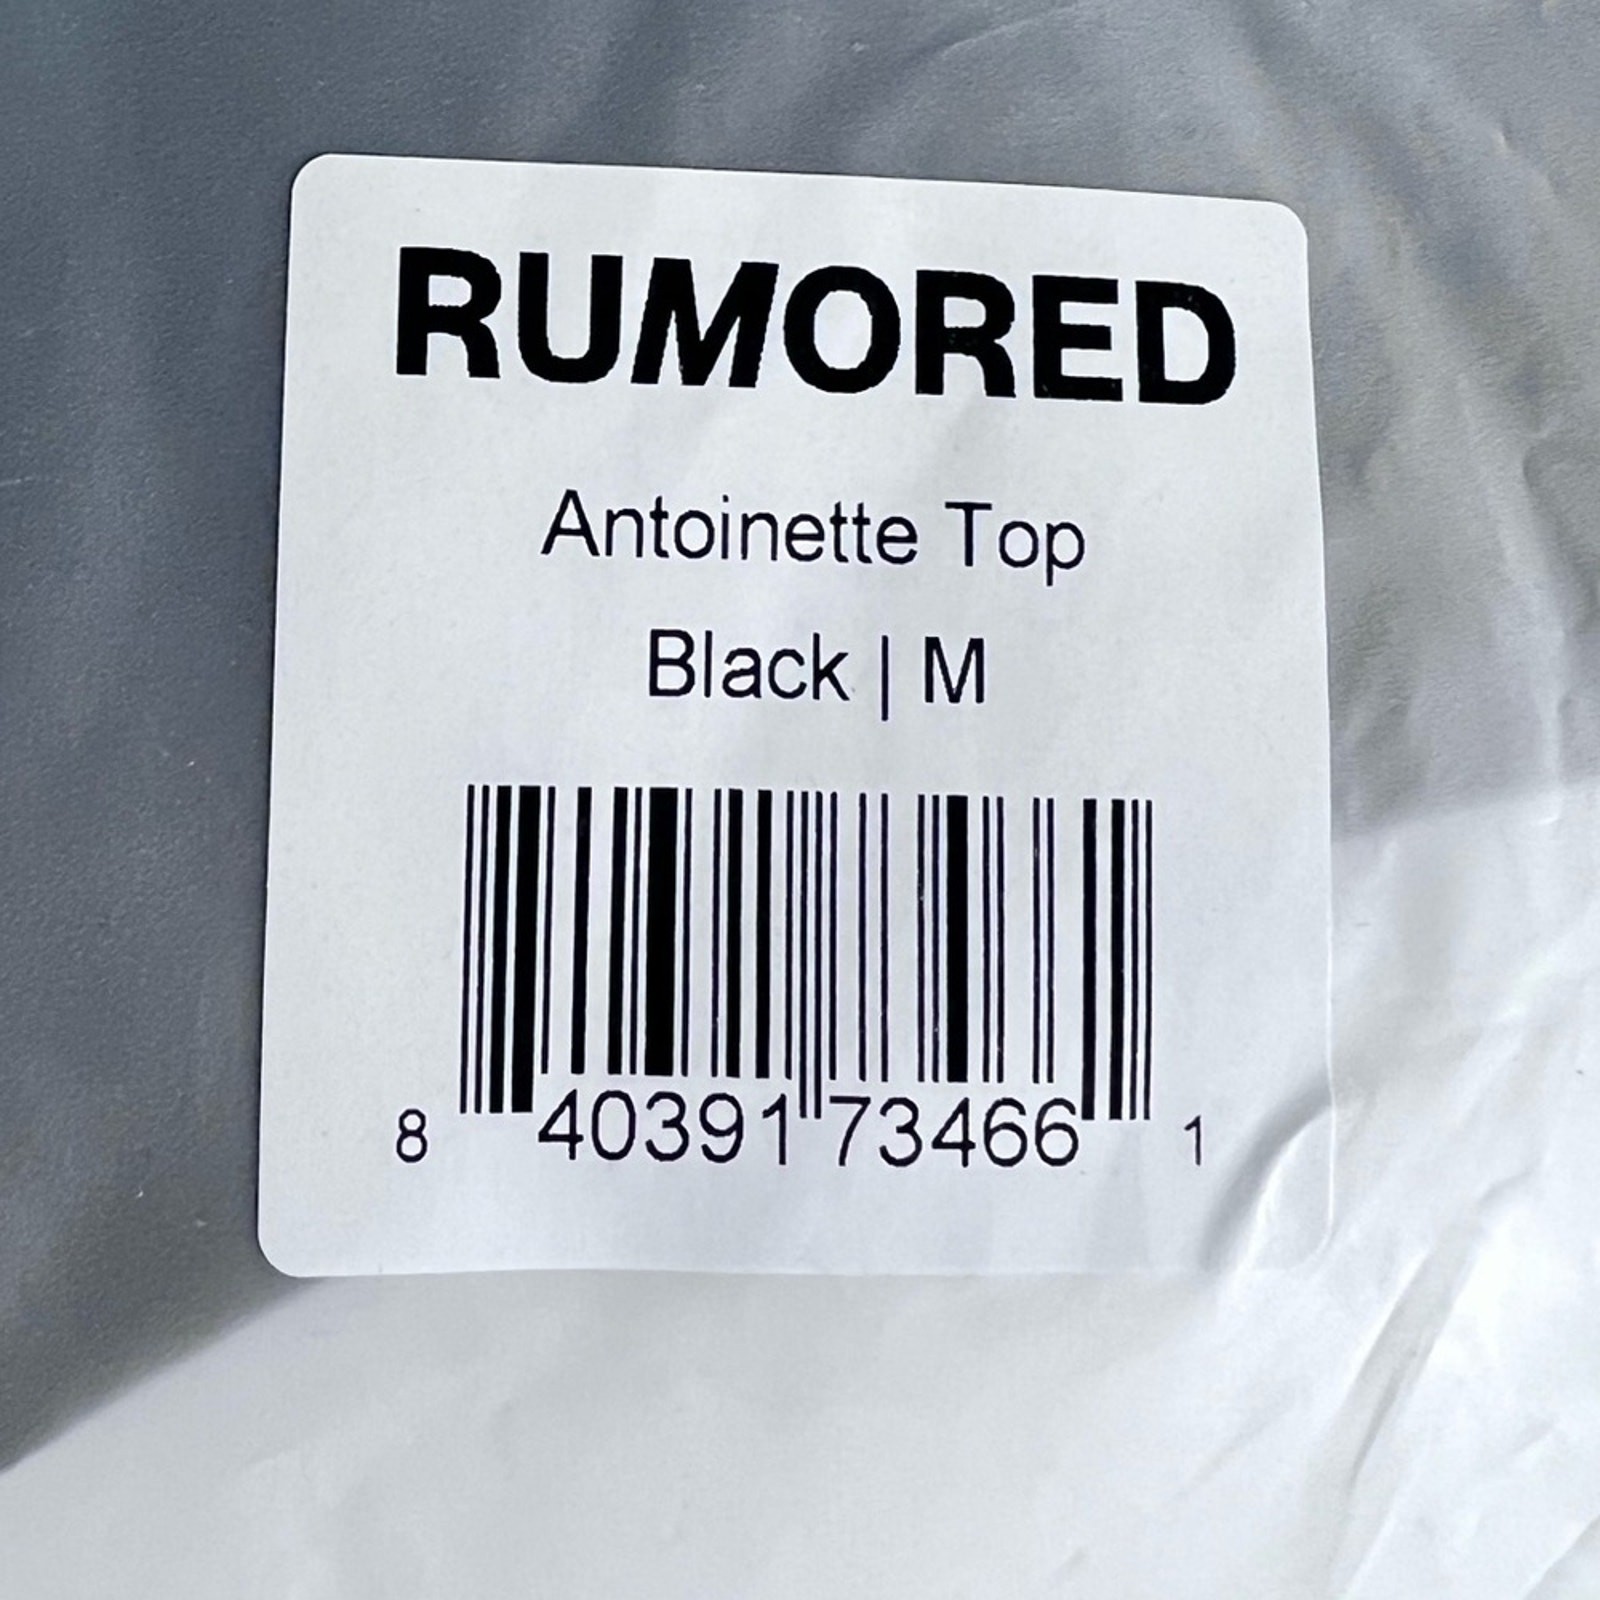 RUMORED
Antoinette Top
Black | M
8 40391 73466 1